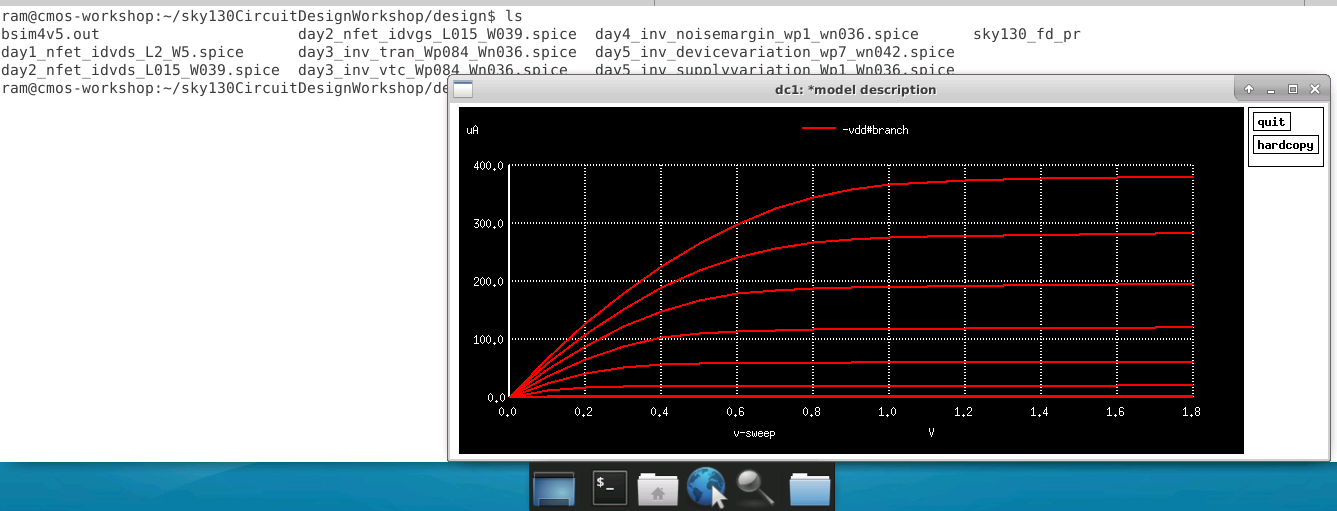 ram@cmos-workshop:~/sky130CircuitDesignWorkshop/design$ ls
bsim4v5.out day2_nfet_idvgs_L015_W039.spice day4_inv_noisemargin_wp1_wn036.spice sky130_fd_pr
day1_nfet_idvds_L2_W5.spice day3_inv_tran_Wp084_Wn036.spice day5_inv_devicevariation_wp7_wn042.spice
day2_nfet_idvds_L015_W039.spice day3_inv_vtc_Wp084_Wn036.spice day5_inv_supplyvariation_Wp1_Wn036.spice
ram@cmos-workshop:~/sky130CircuitDesignWorkshop/de
dc1: *model description
quit
hardcopy
uA
-vdd#branch
400.0
300.0
200.0
100.0
0.0
0.0 0.2 0.4 0.6 0.8 1.0 1.2 1.4 1.6 1.8
v-sweep V
$_